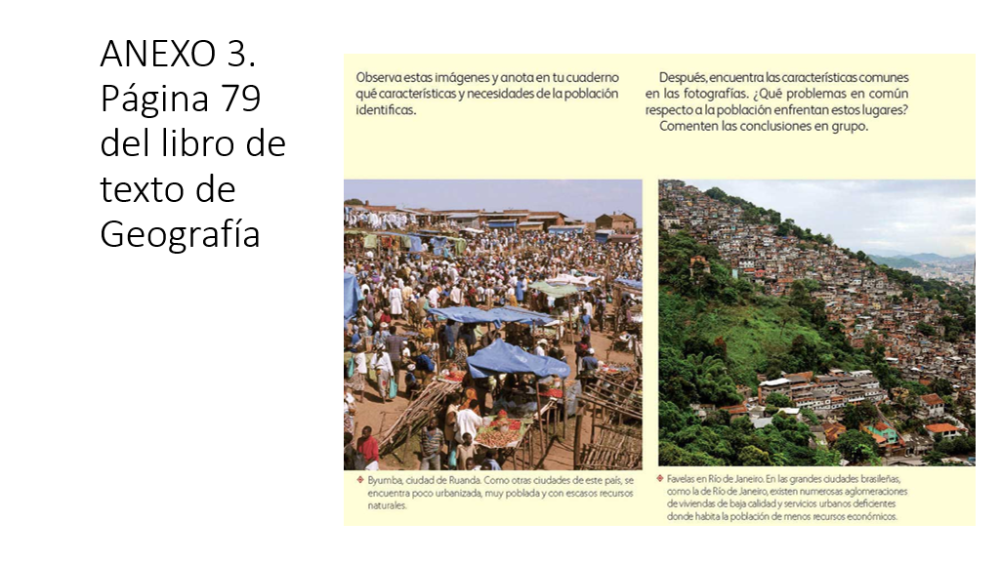 ANEXO 3.
Página 79
del libro de
texto de
Geografía
Observa estas imágenes y anota en tu cuaderno
qué características y necesidades de la población
identificas.
Después, encuentra las características comunes
en las fotografías. ¿Qué problemas en común
respecto a la población enfrentan estos lugares?
Comenten las conclusiones en grupo.
Byumba, ciudad de Ruanda. Como otras ciudades de este país, se
encuentra poco urbanizada, muy poblada y con escasos recursos
naturales.
Favelas en Río de Janeiro. En las grandes ciudades brasileñas,
como la de Río de Janeiro, existen numerosas aglomeraciones
de viviendas de baja calidad y servicios urbanos deficientes
donde habita la población de menos recursos económicos.